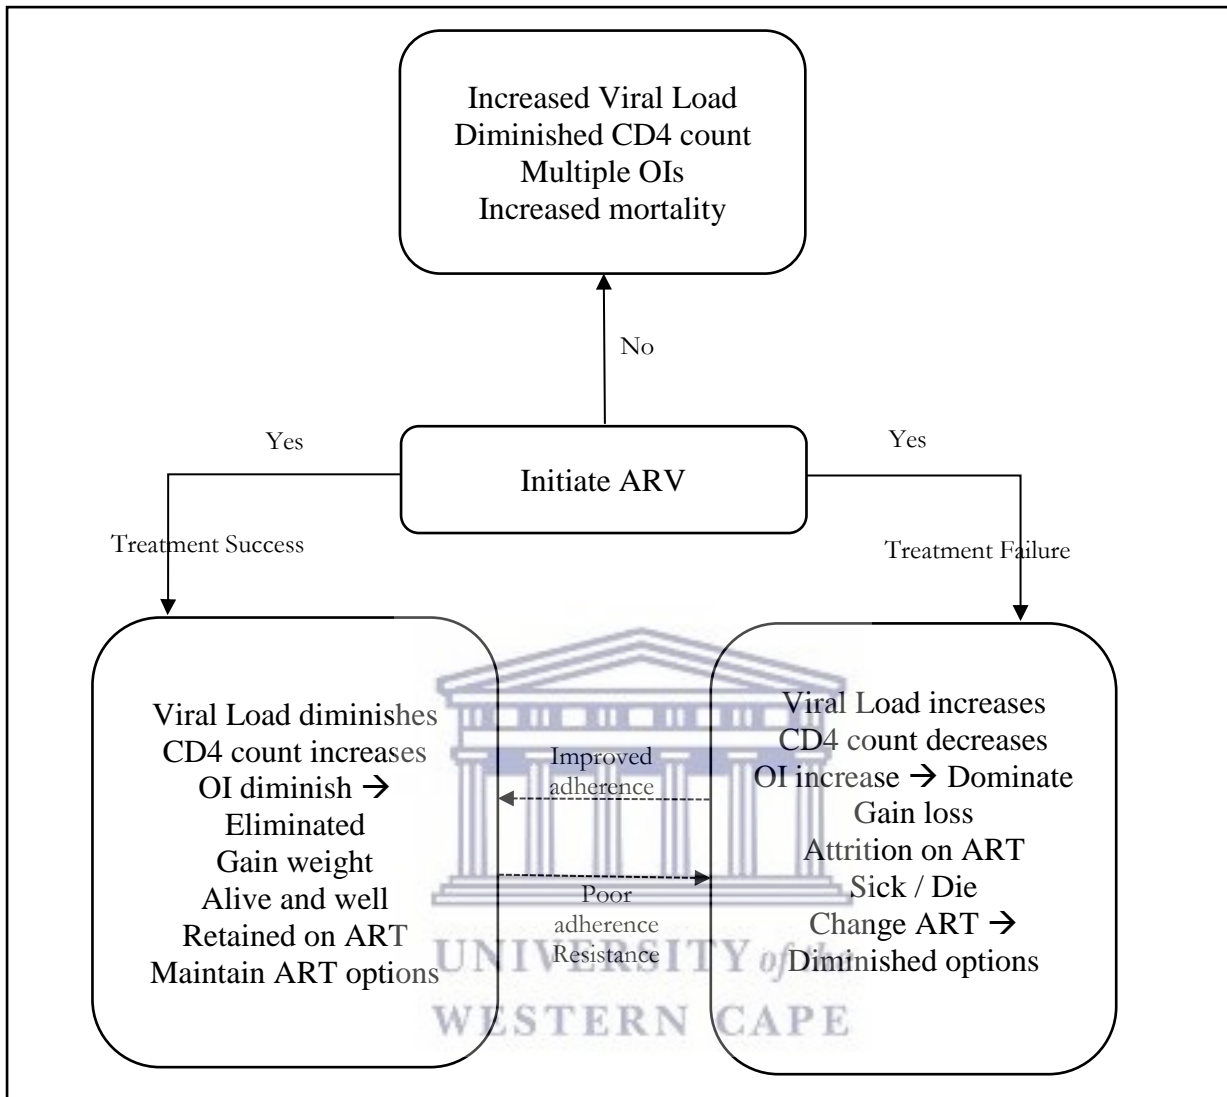 Increased Viral Load
Diminished CD4 count
Multiple OIs
Increased mortality
No
Yes
Yes
Initiate ARV
Treatment Success
Treatment Failure
Viral Load diminishes
CD4 count increases
OI diminish →
Eliminated
Gain weight
Alive and well
Retained on ART
Maintain ART options
Improved
adherence
Poor
adherence
Resistance
Viral Load increases
CD4 count decreases
OI increase → Dominate
Gain loss
Attrition on ART
Sick / Die
Change ART →
Diminished options
UNIVERSITY of the
WESTERN CAPE